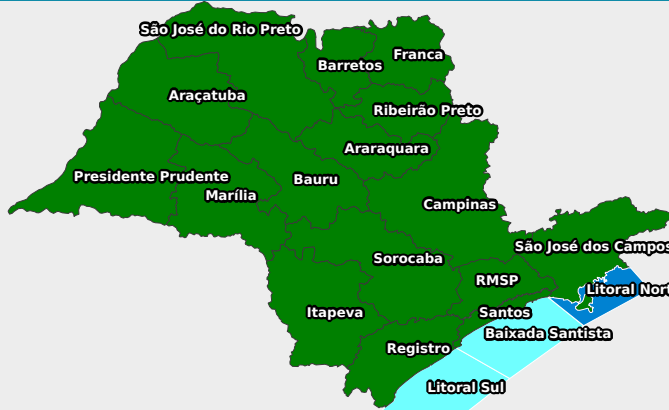 São José do Rio Preto
Franca
Barretos
Araçatuba
Ribeirão Preto
Araraquara
Presidente Prudente
Bauru
Marília
Campinas
São José dos Campos
Sorocaba
RMSP
Litoral Nort
Itapeva
Santos
Baixada Santista
Registro
Litoral Sul